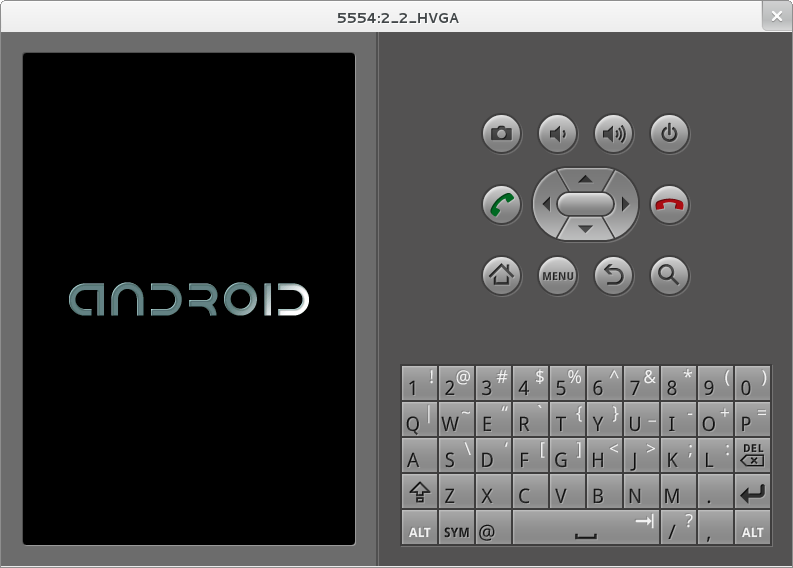 5554:2_2_HVGA
ANDROID
MENU
1 ! 2 @ 3 # 4 $ 5 % 6 ^ 7 & 8 * 9 ( 0 )
Q | W ~ E “ R ` T { Y } U _ I - O + P =
A S \ D ‘ F [ G ] H < J > K ; L : DEL
Z X C V B N M .
ALT SYM @ / ? , ALT